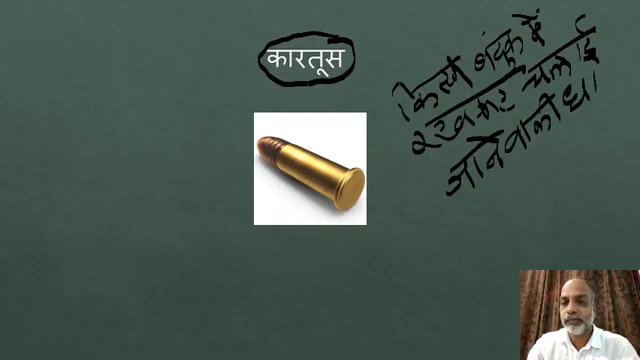 कारतूस
किसी बंदूक में
रखकर चलाई
जानेवाली